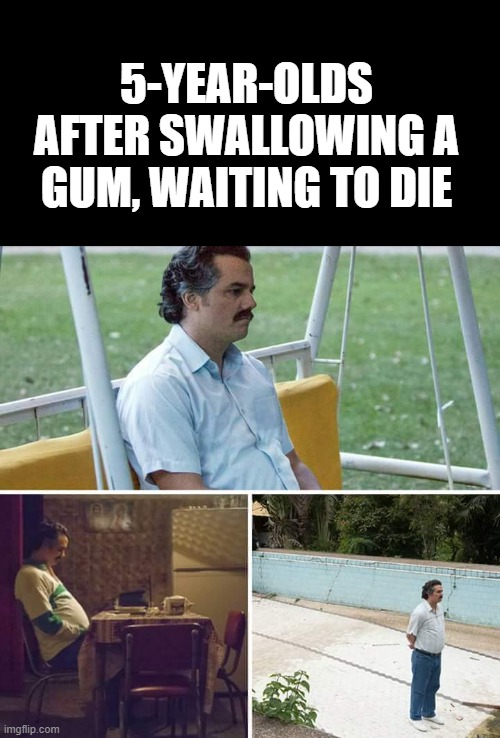 5-YEAR-OLDS
AFTER SWALLOWING A
GUM, WAITING TO DIE
imgflip.com